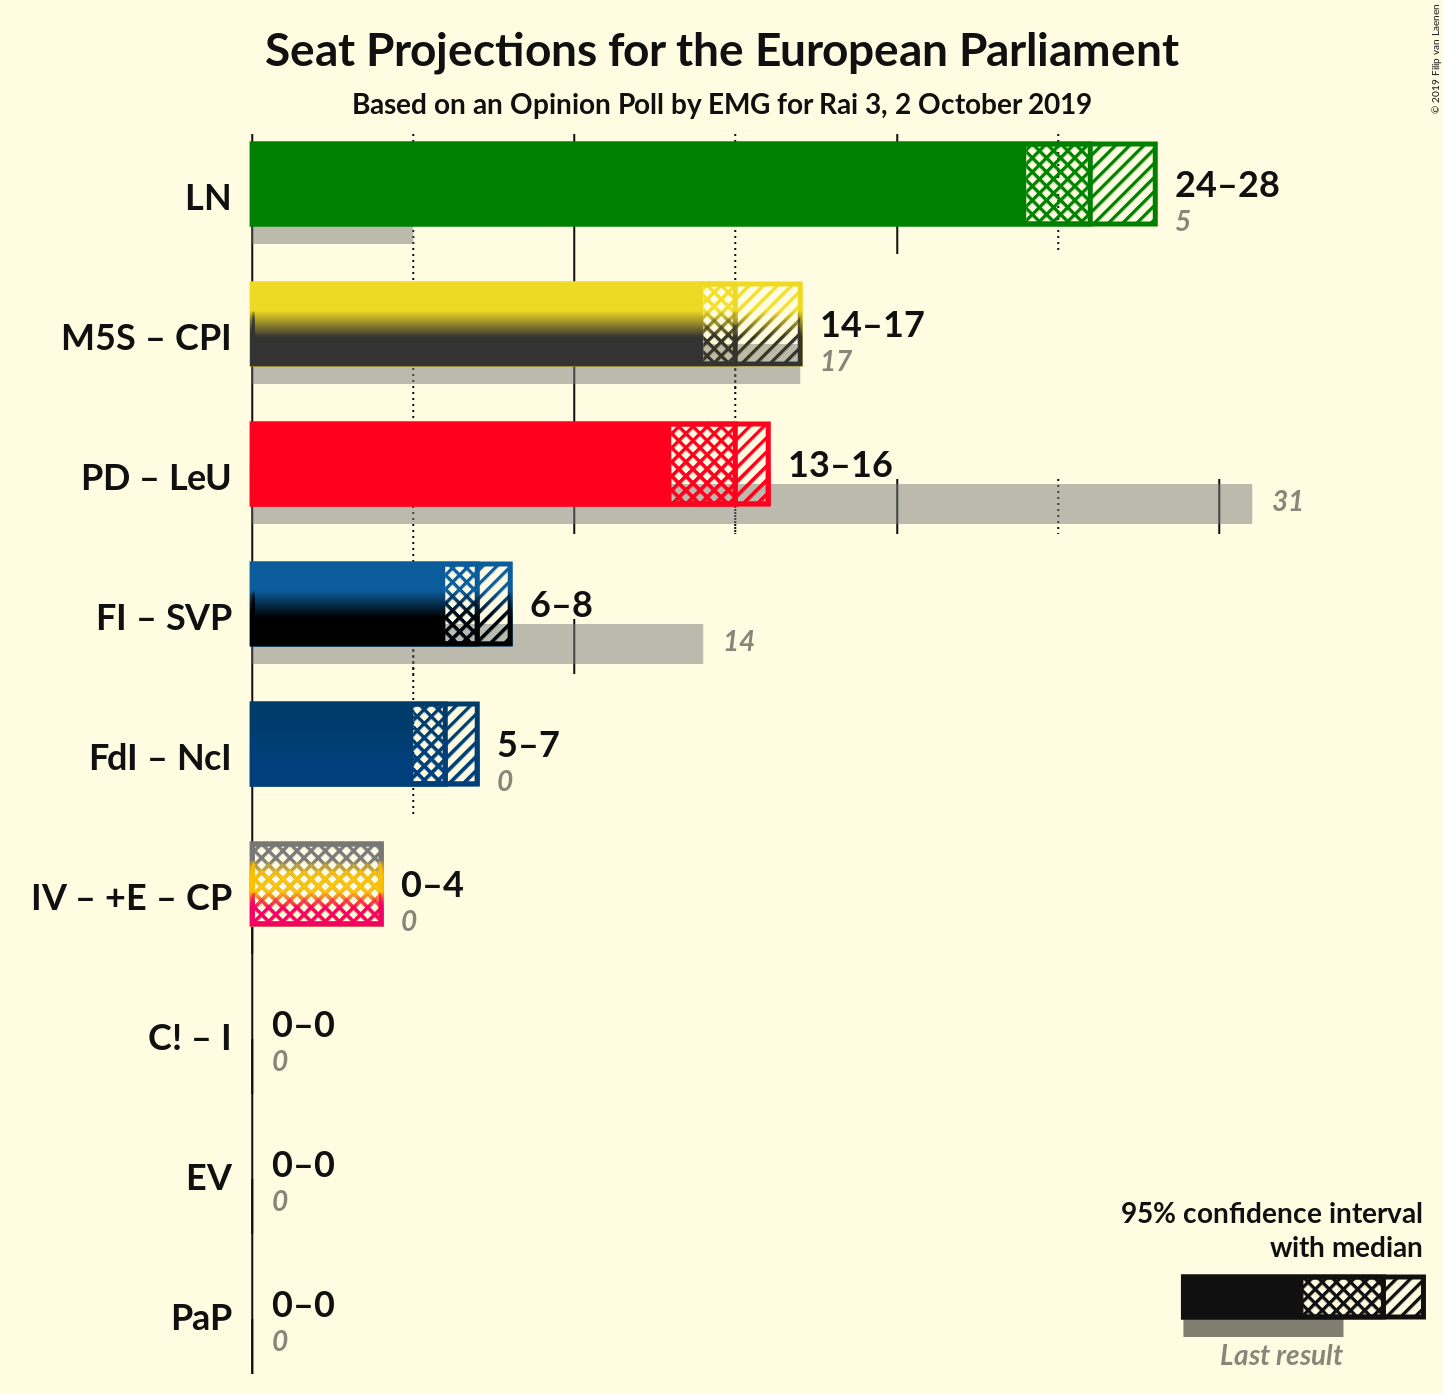 Seat Projections for the European Parliament
Based on an Opinion Poll by EMG for Rai 3, 2 October 2019
© 2019 Filip van Laenen
LN
24–28
5
M5S – CPI
14–17
17
PD – LeU
13–16
31
FI – SVP
6–8
14
FdI – NcI
5–7
0
IV – +E – CP
0–4
0
C! – I
0–0
0
EV
0–0
0
PaP
0–0
0
95% confidence interval
with median
Last result